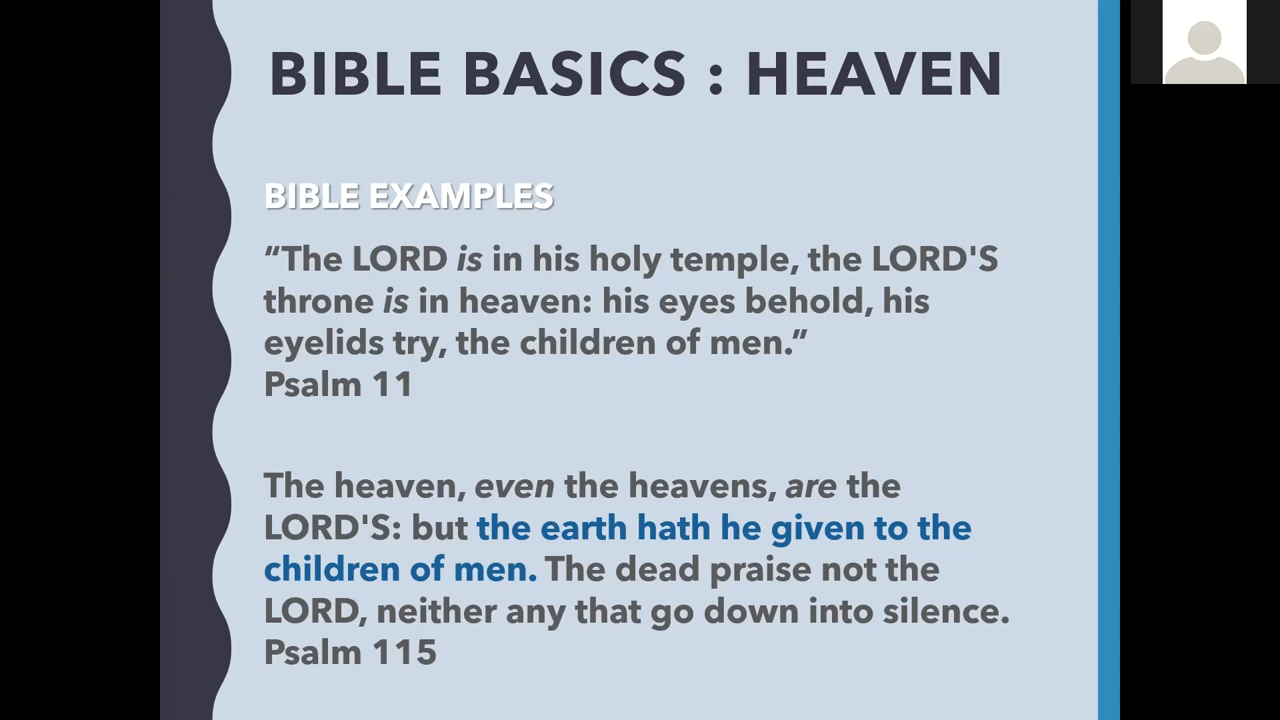 BIBLE BASICS : HEAVEN
BIBLE EXAMPLES
“The LORD is in his holy temple, the LORD'S
throne is in heaven: his eyes behold, his
eyelids try, the children of men.”
Psalm 11
The heaven, even the heavens, are the
LORD'S: but the earth hath he given to the
children of men. The dead praise not the
LORD, neither any that go down into silence.
Psalm 115